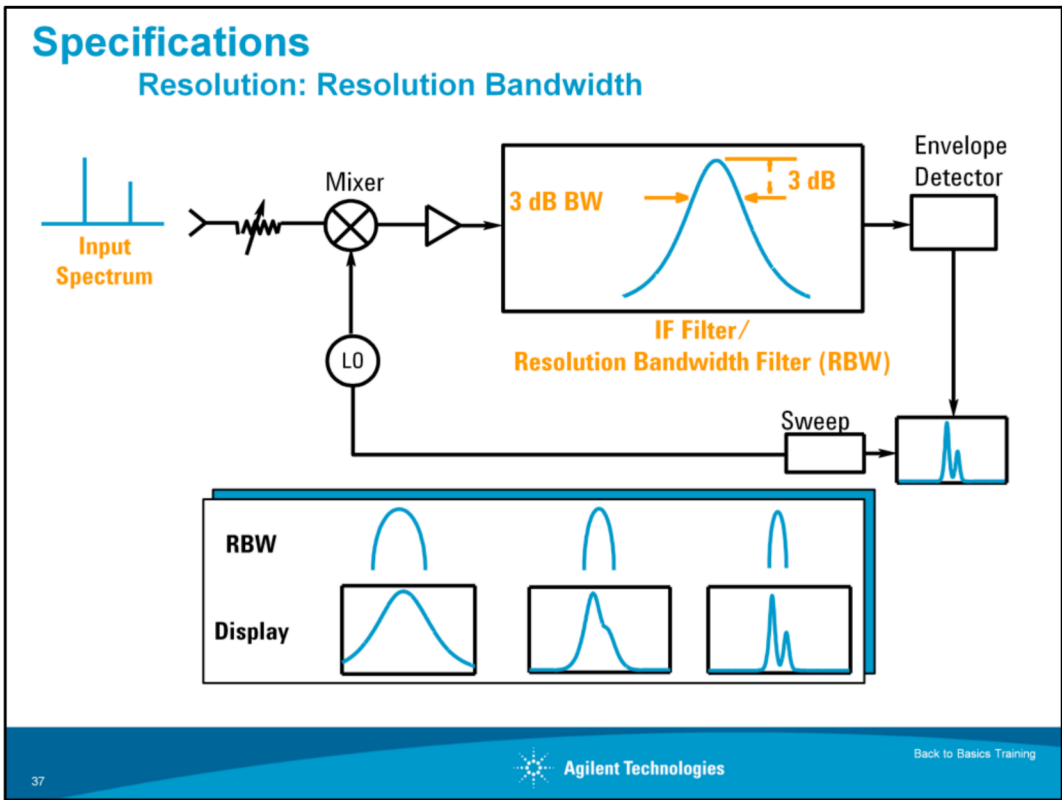 Specifications
Resolution: Resolution Bandwidth
Input
Spectrum
Mixer
LO
3 dB BW
3 dB
IF Filter/
Resolution Bandwidth Filter (RBW)
Envelope
Detector
Sweep
RBW
Display
37
Agilent Technologies
Back to Basics Training